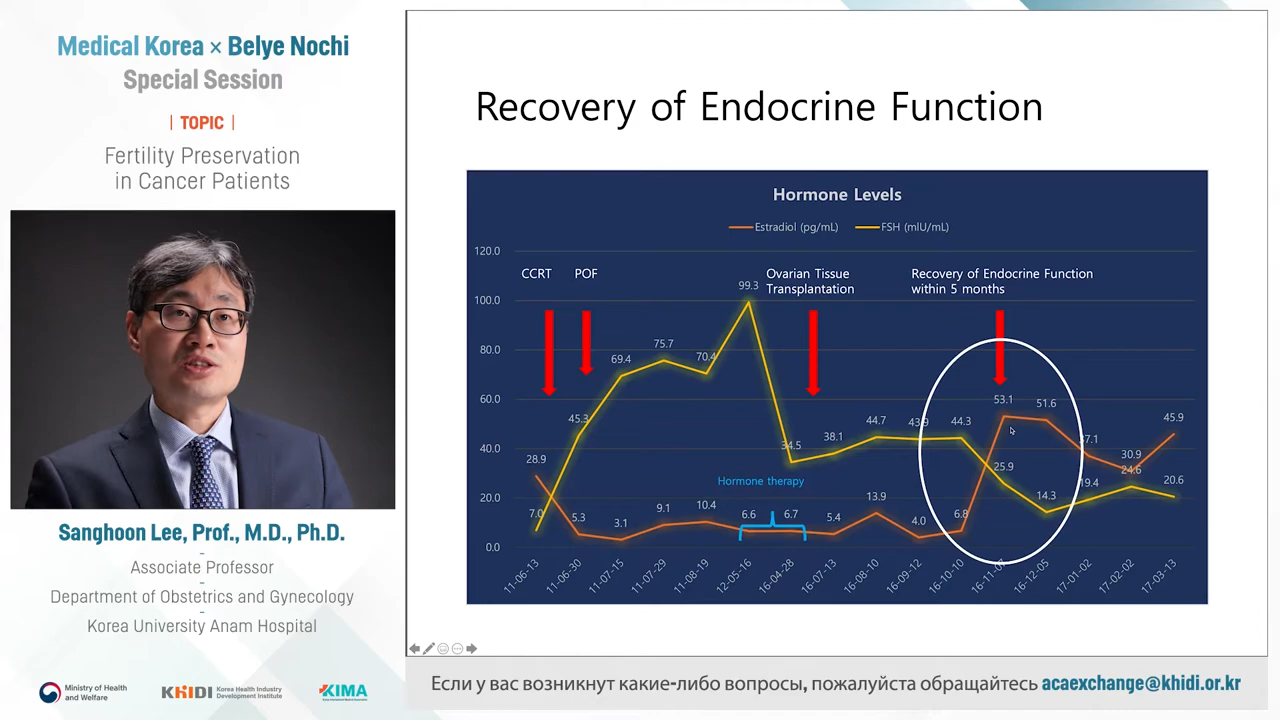 Medical Korea × Belye Nochi
Special Session
| TOPIC |
Fertility Preservation
in Cancer Patients
Sanghoon Lee, Prof., M.D., Ph.D.
Associate Professor
Department of Obstetrics and Gynecology
Korea University Anam Hospital
Ministry of Health
and Welfare
KHIDI Korea Health Industry
Development Institute
KIMA
Recovery of Endocrine Function
Hormone Levels
Estradiol (pg/mL) FSH (mIU/mL)
120.0
100.0
80.0
60.0
40.0
20.0
0.0
CCRT
POF
Ovarian Tissue
Transplantation
Recovery of Endocrine Function
within 5 months
7.0 45.3 69.4 75.7 70.4 99.3 34.5 38.1 44.7 43.9 44.3 25.9 14.3 19.4 24.6 20.6
28.9 5.3 3.1 9.1 10.4 6.6 6.7 5.4 13.9 4.0 6.8 53.1 51.6 37.1 30.9 45.9
Hormone therapy
11-06-13 11-06-30 11-07-15 11-07-29 11-08-19 12-05-16 16-04-28 16-07-13 16-08-10 16-09-12 16-10-10 16-11-07 16-12-05 17-01-02 17-02-02 17-03-13
Если у вас возникнут какие-либо вопросы, пожалуйста обращайтесь acaexchange@khidi.or.kr